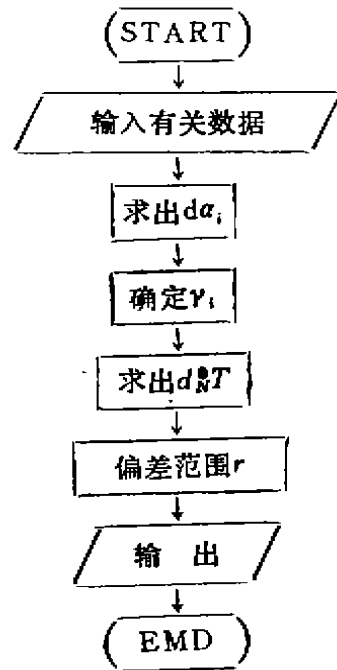 START
输入有关数据
求出dα_i
确定γ_i
求出d_N^0T
偏差范围r
输 出
EMD